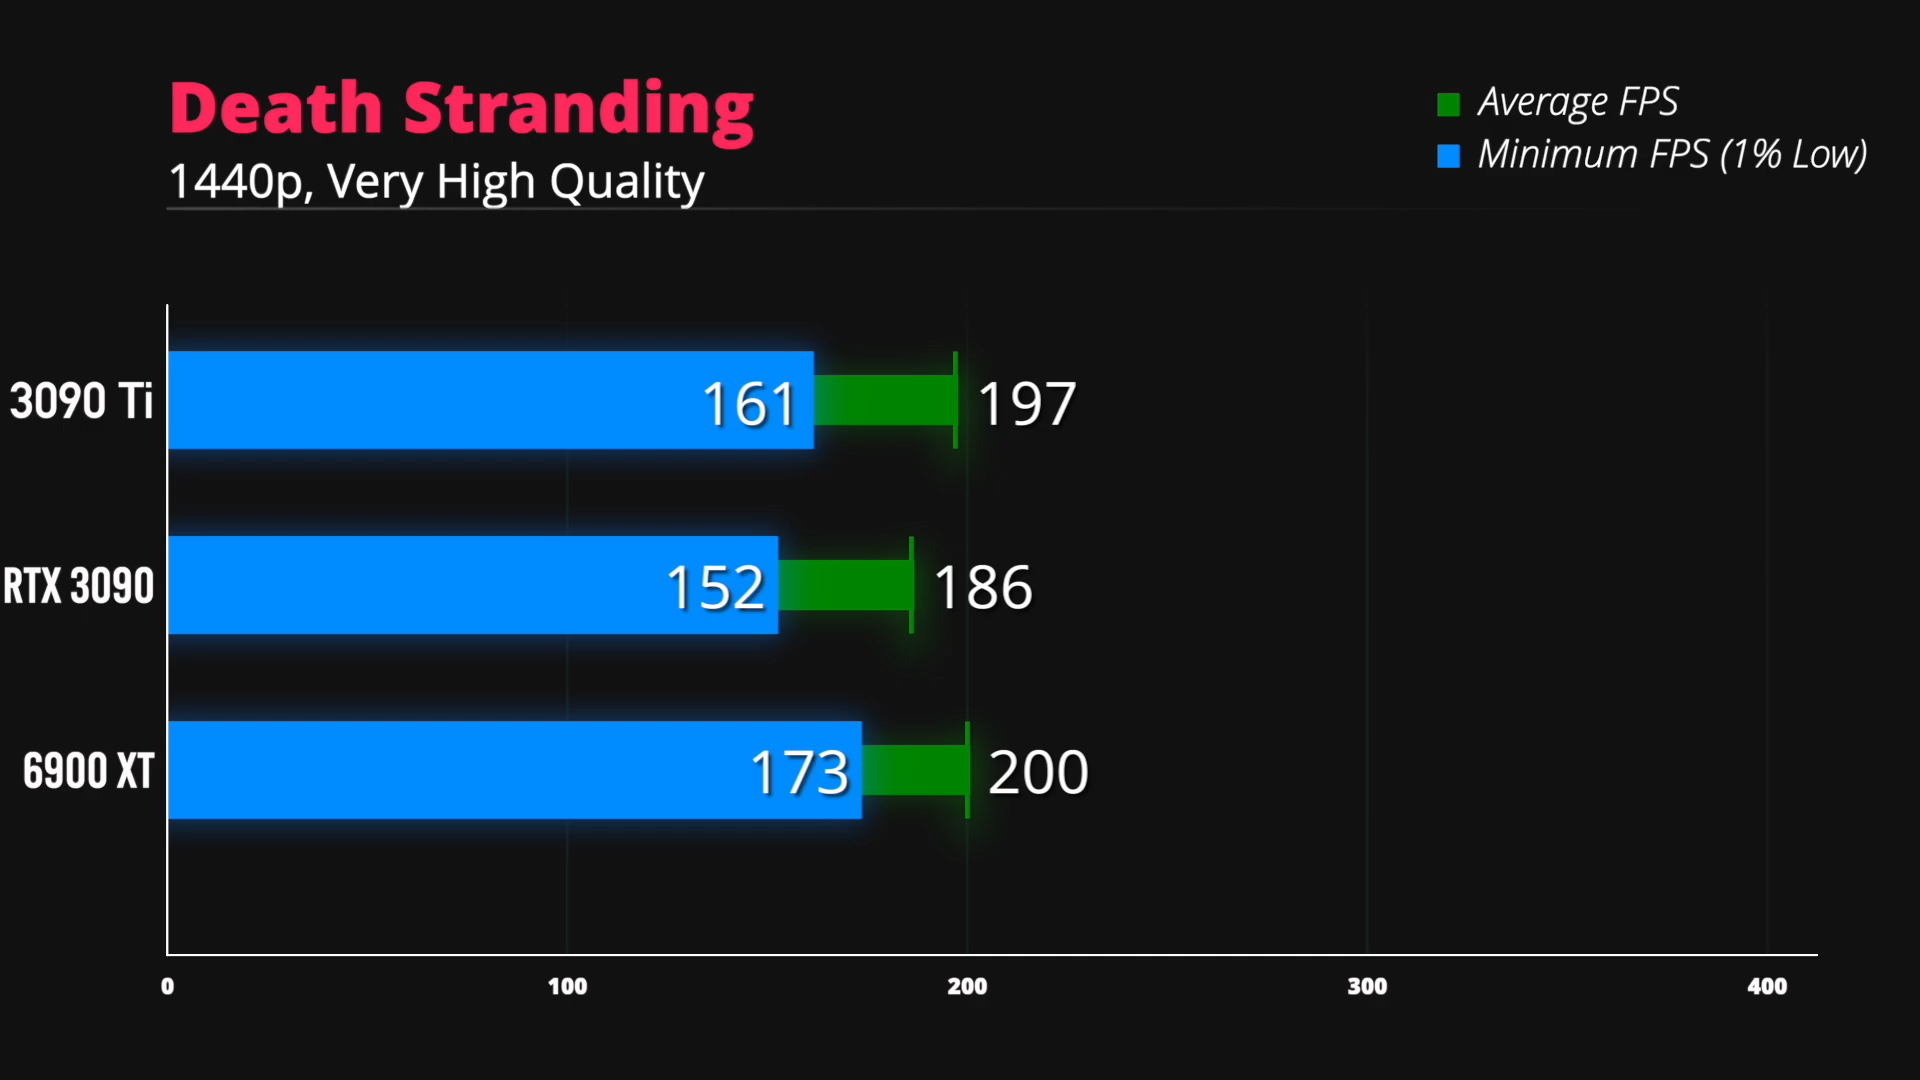 Death Stranding
1440p, Very High Quality
Average FPS
Minimum FPS (1% Low)
3090 Ti 161 197
RTX 3090 152 186
6900 XT 173 200
0 100 200 300 400